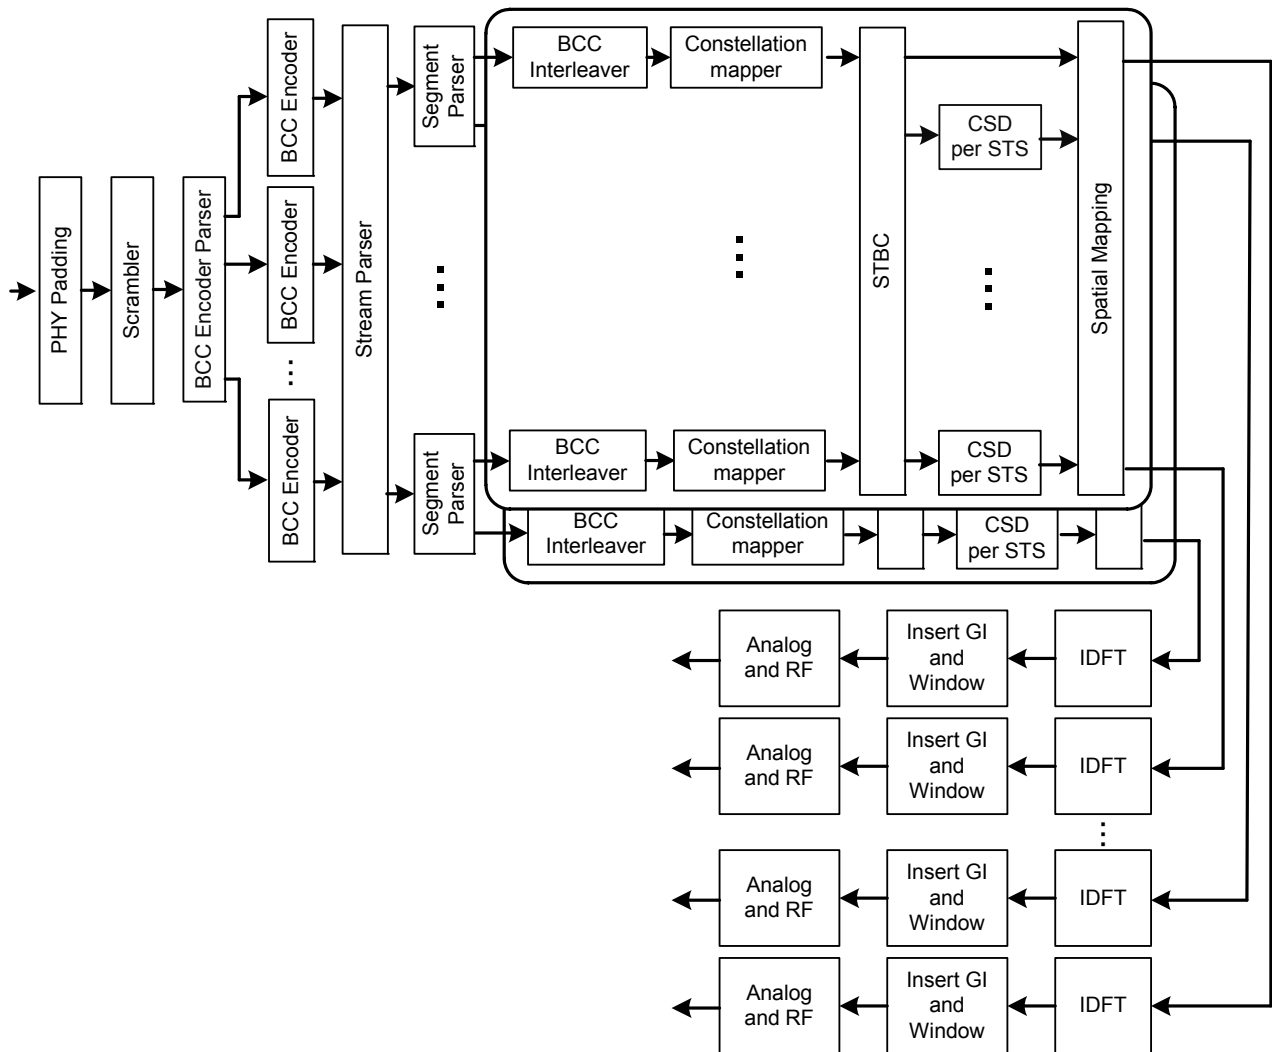 PHY Padding
Scrambler
BCC Encoder Parser
BCC Encoder
BCC Encoder
...
BCC Encoder
Stream Parser
Segment
Parser
...
Segment
Parser
BCC
Interleaver
Constellation
mapper
...
BCC
Interleaver
Constellation
mapper
STBC
CSD
per STS
...
CSD
per STS
Spatial Mapping
BCC
Interleaver
Constellation
mapper
CSD
per STS
Analog
and RF
Insert GI
and
Window
IDFT
Analog
and RF
Insert GI
and
Window
IDFT
...
Analog
and RF
Insert GI
and
Window
IDFT
Analog
and RF
Insert GI
and
Window
IDFT